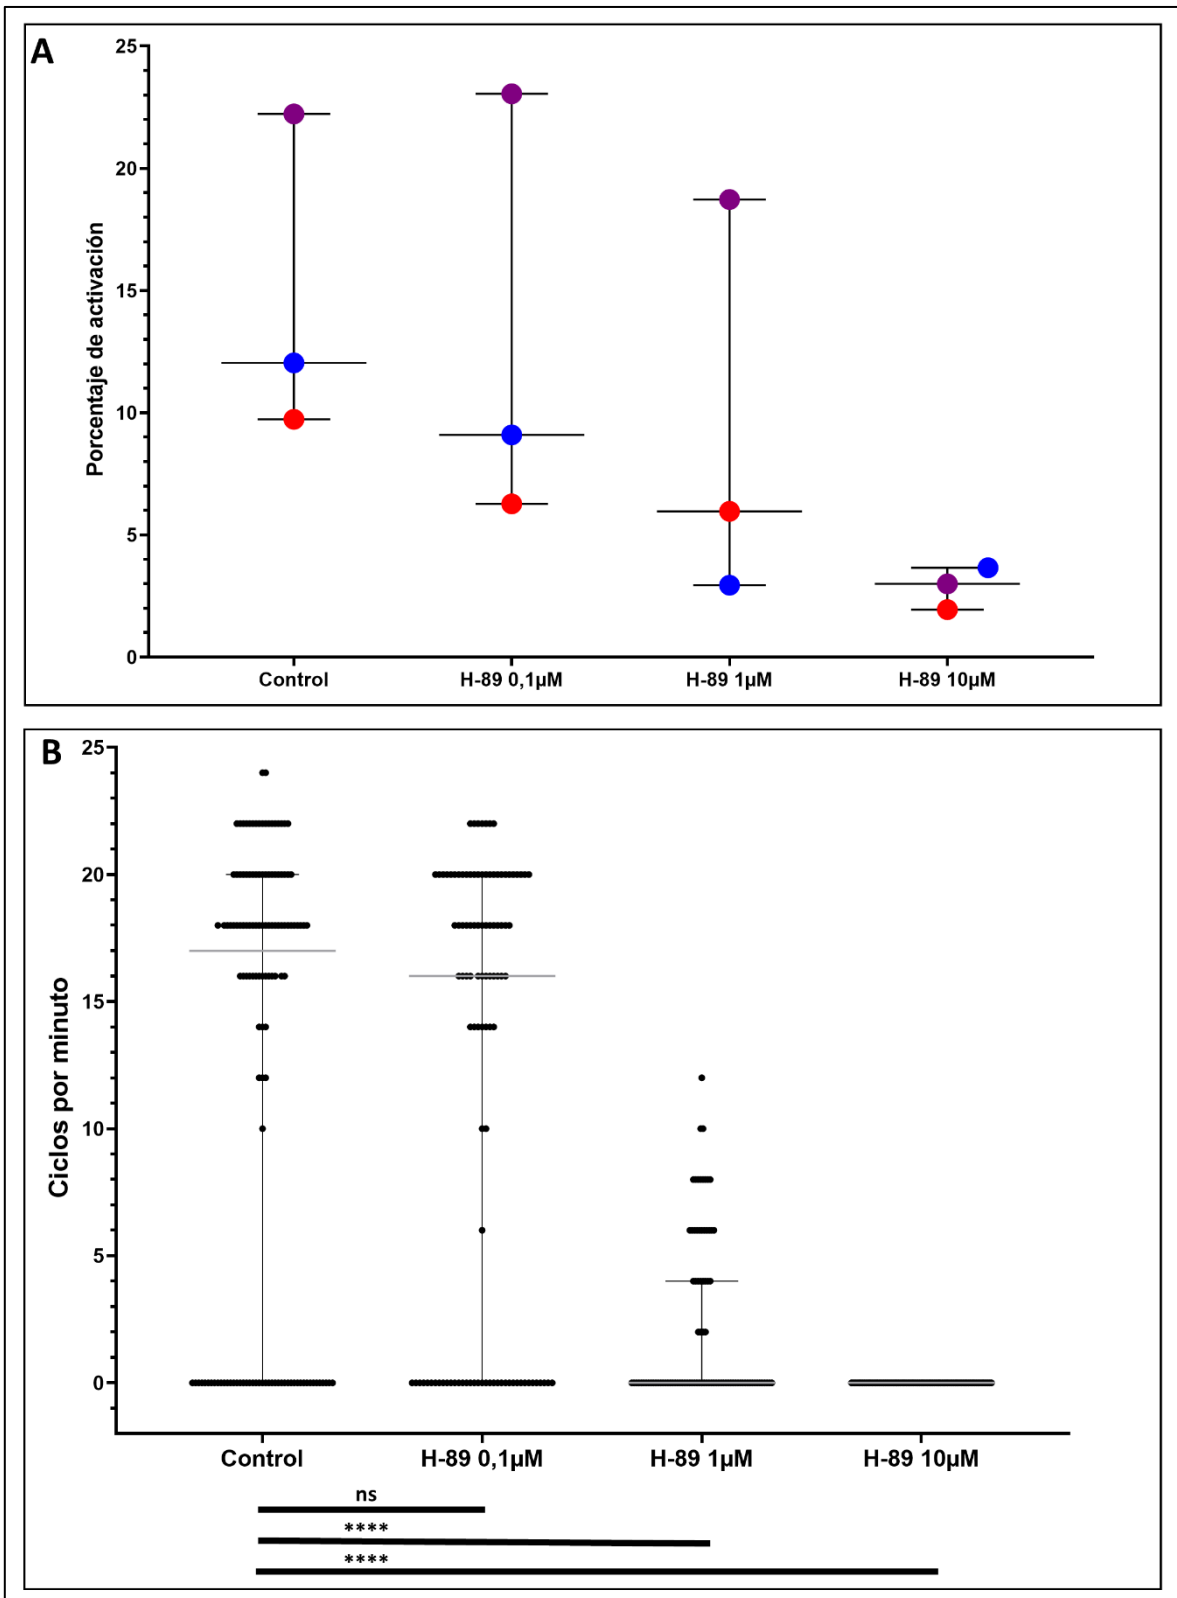 A
25
20
15
10
5
0
Porcentaje de activación
Control
H-89 0,1µM
H-89 1µM
H-89 10µM
B
25
20
15
10
5
0
Ciclos por minuto
Control
H-89 0,1µM
H-89 1µM
H-89 10µM
ns
****
****